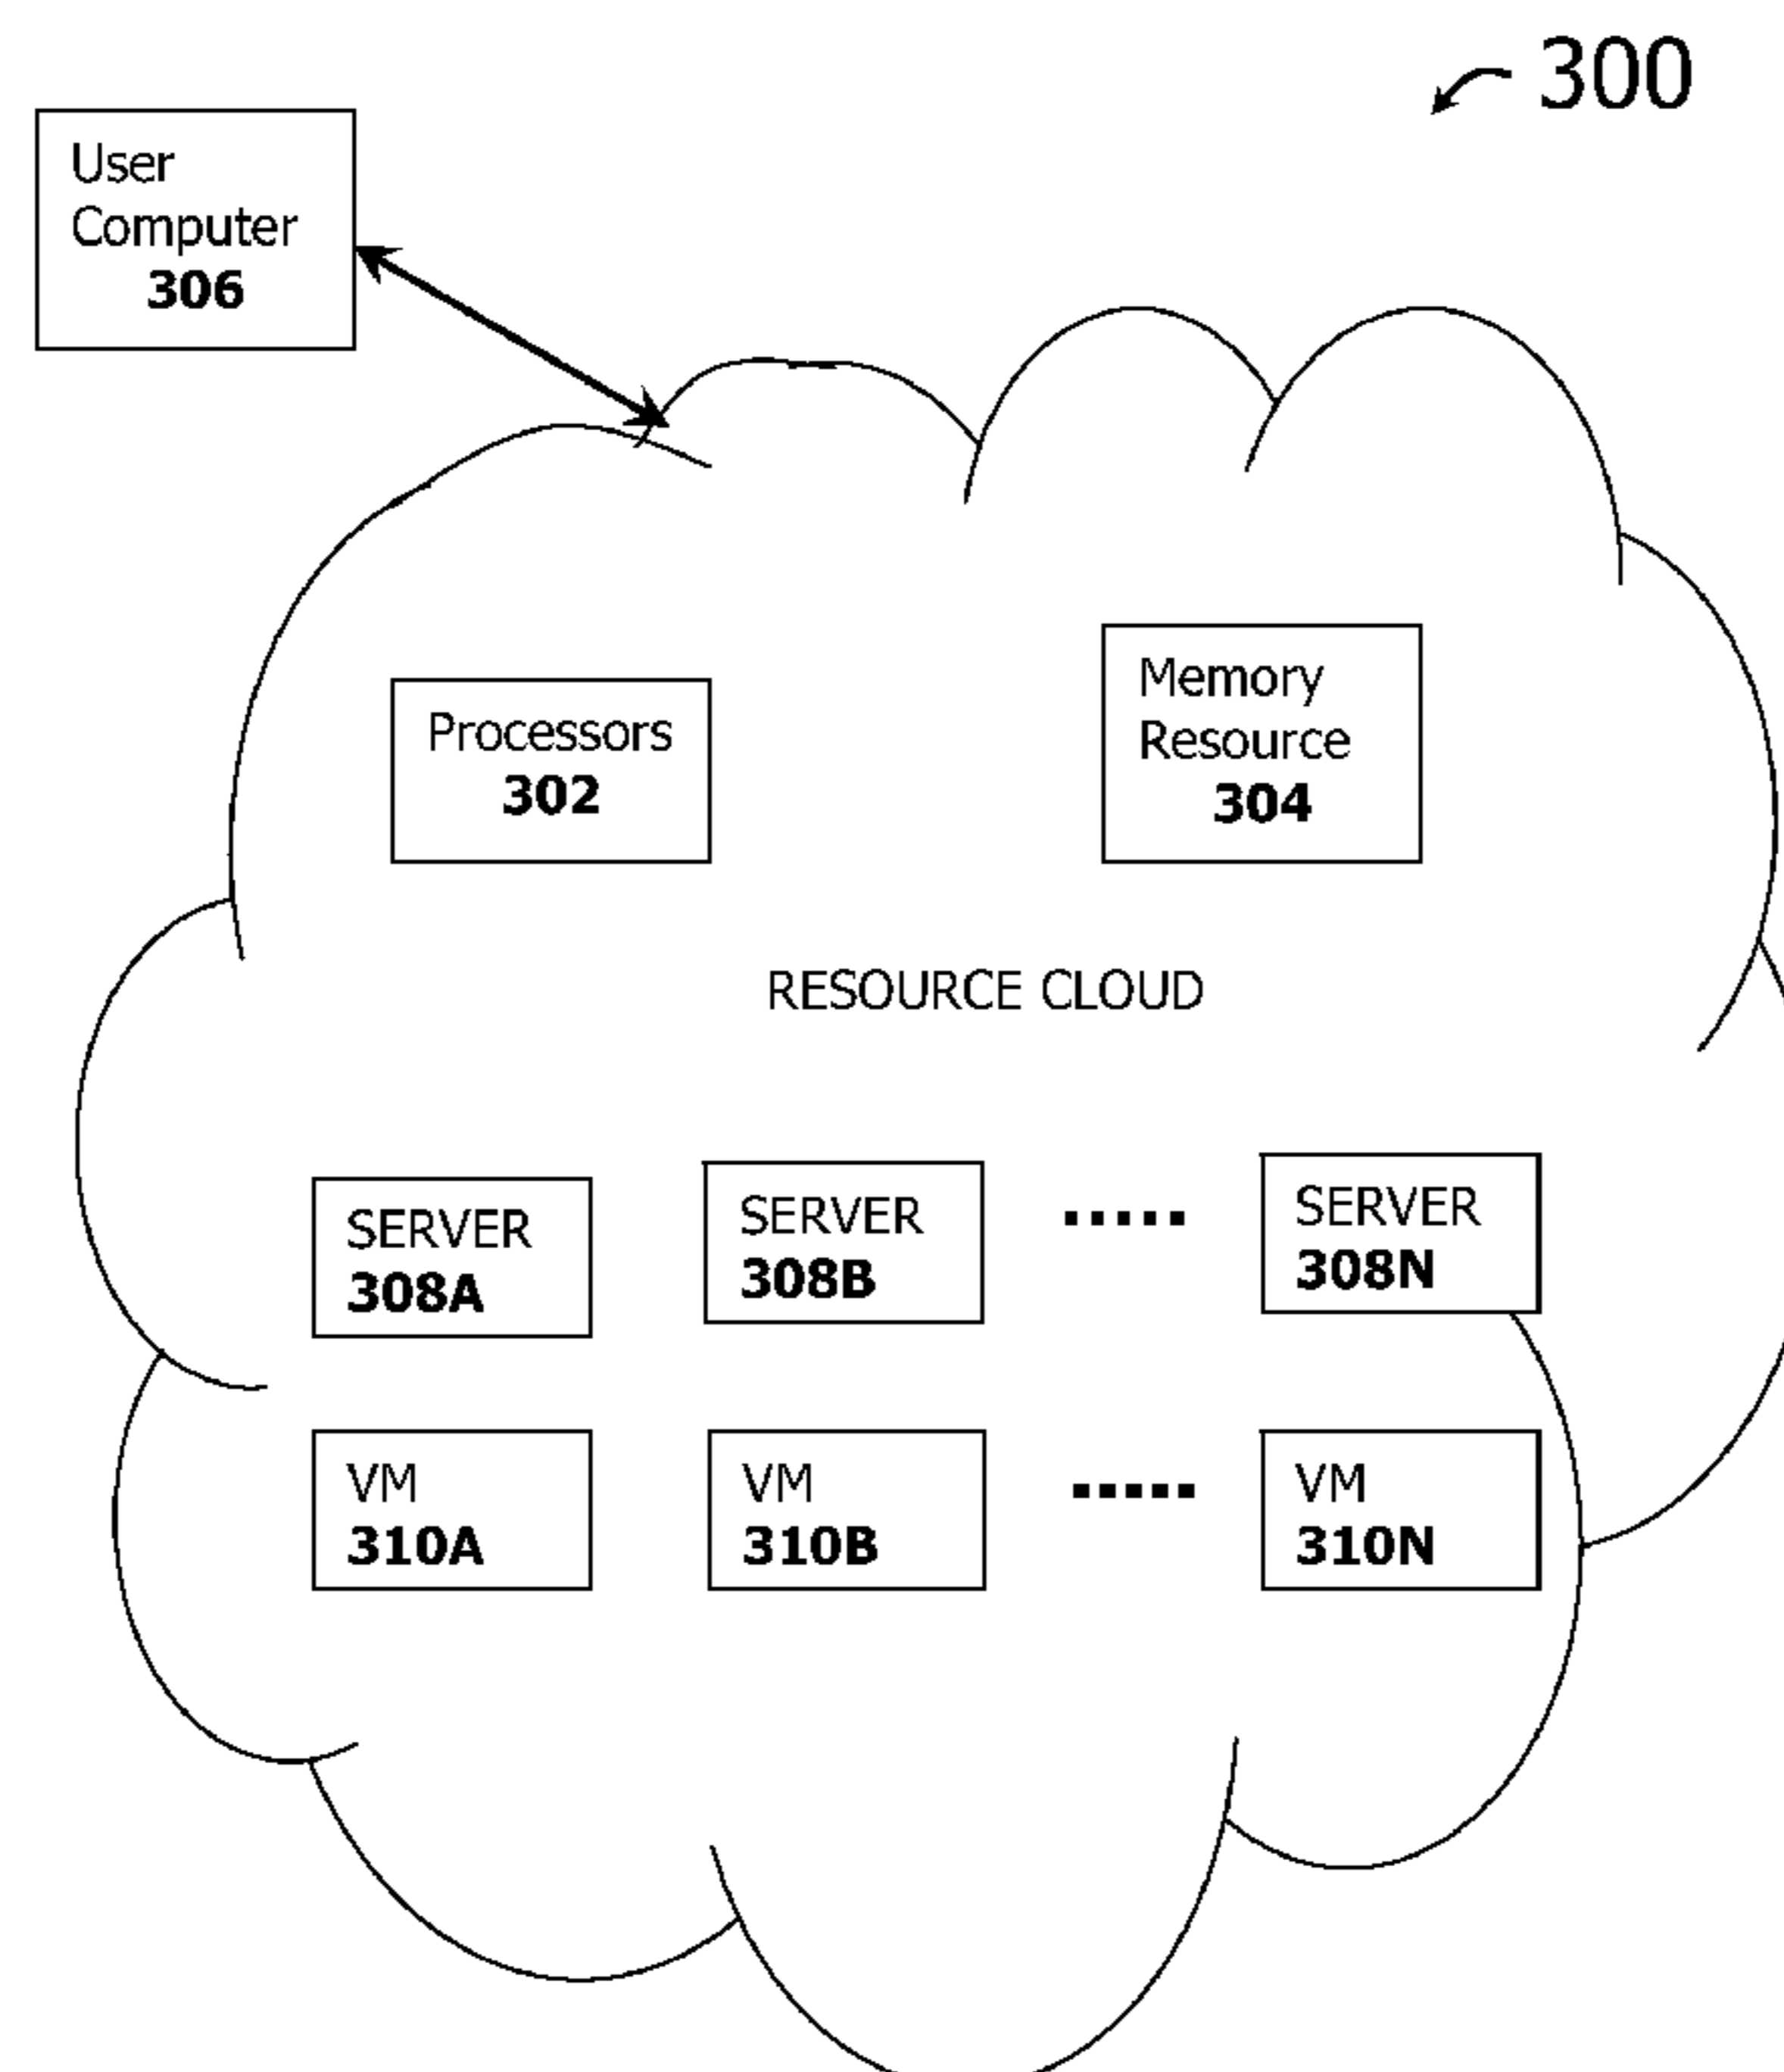 300
User
Computer
306
Processors
302
Memory
Resource
304
RESOURCE CLOUD
SERVER
308A
SERVER
308B
.....
SERVER
308N
VM
310A
VM
310B
.....
VM
310N